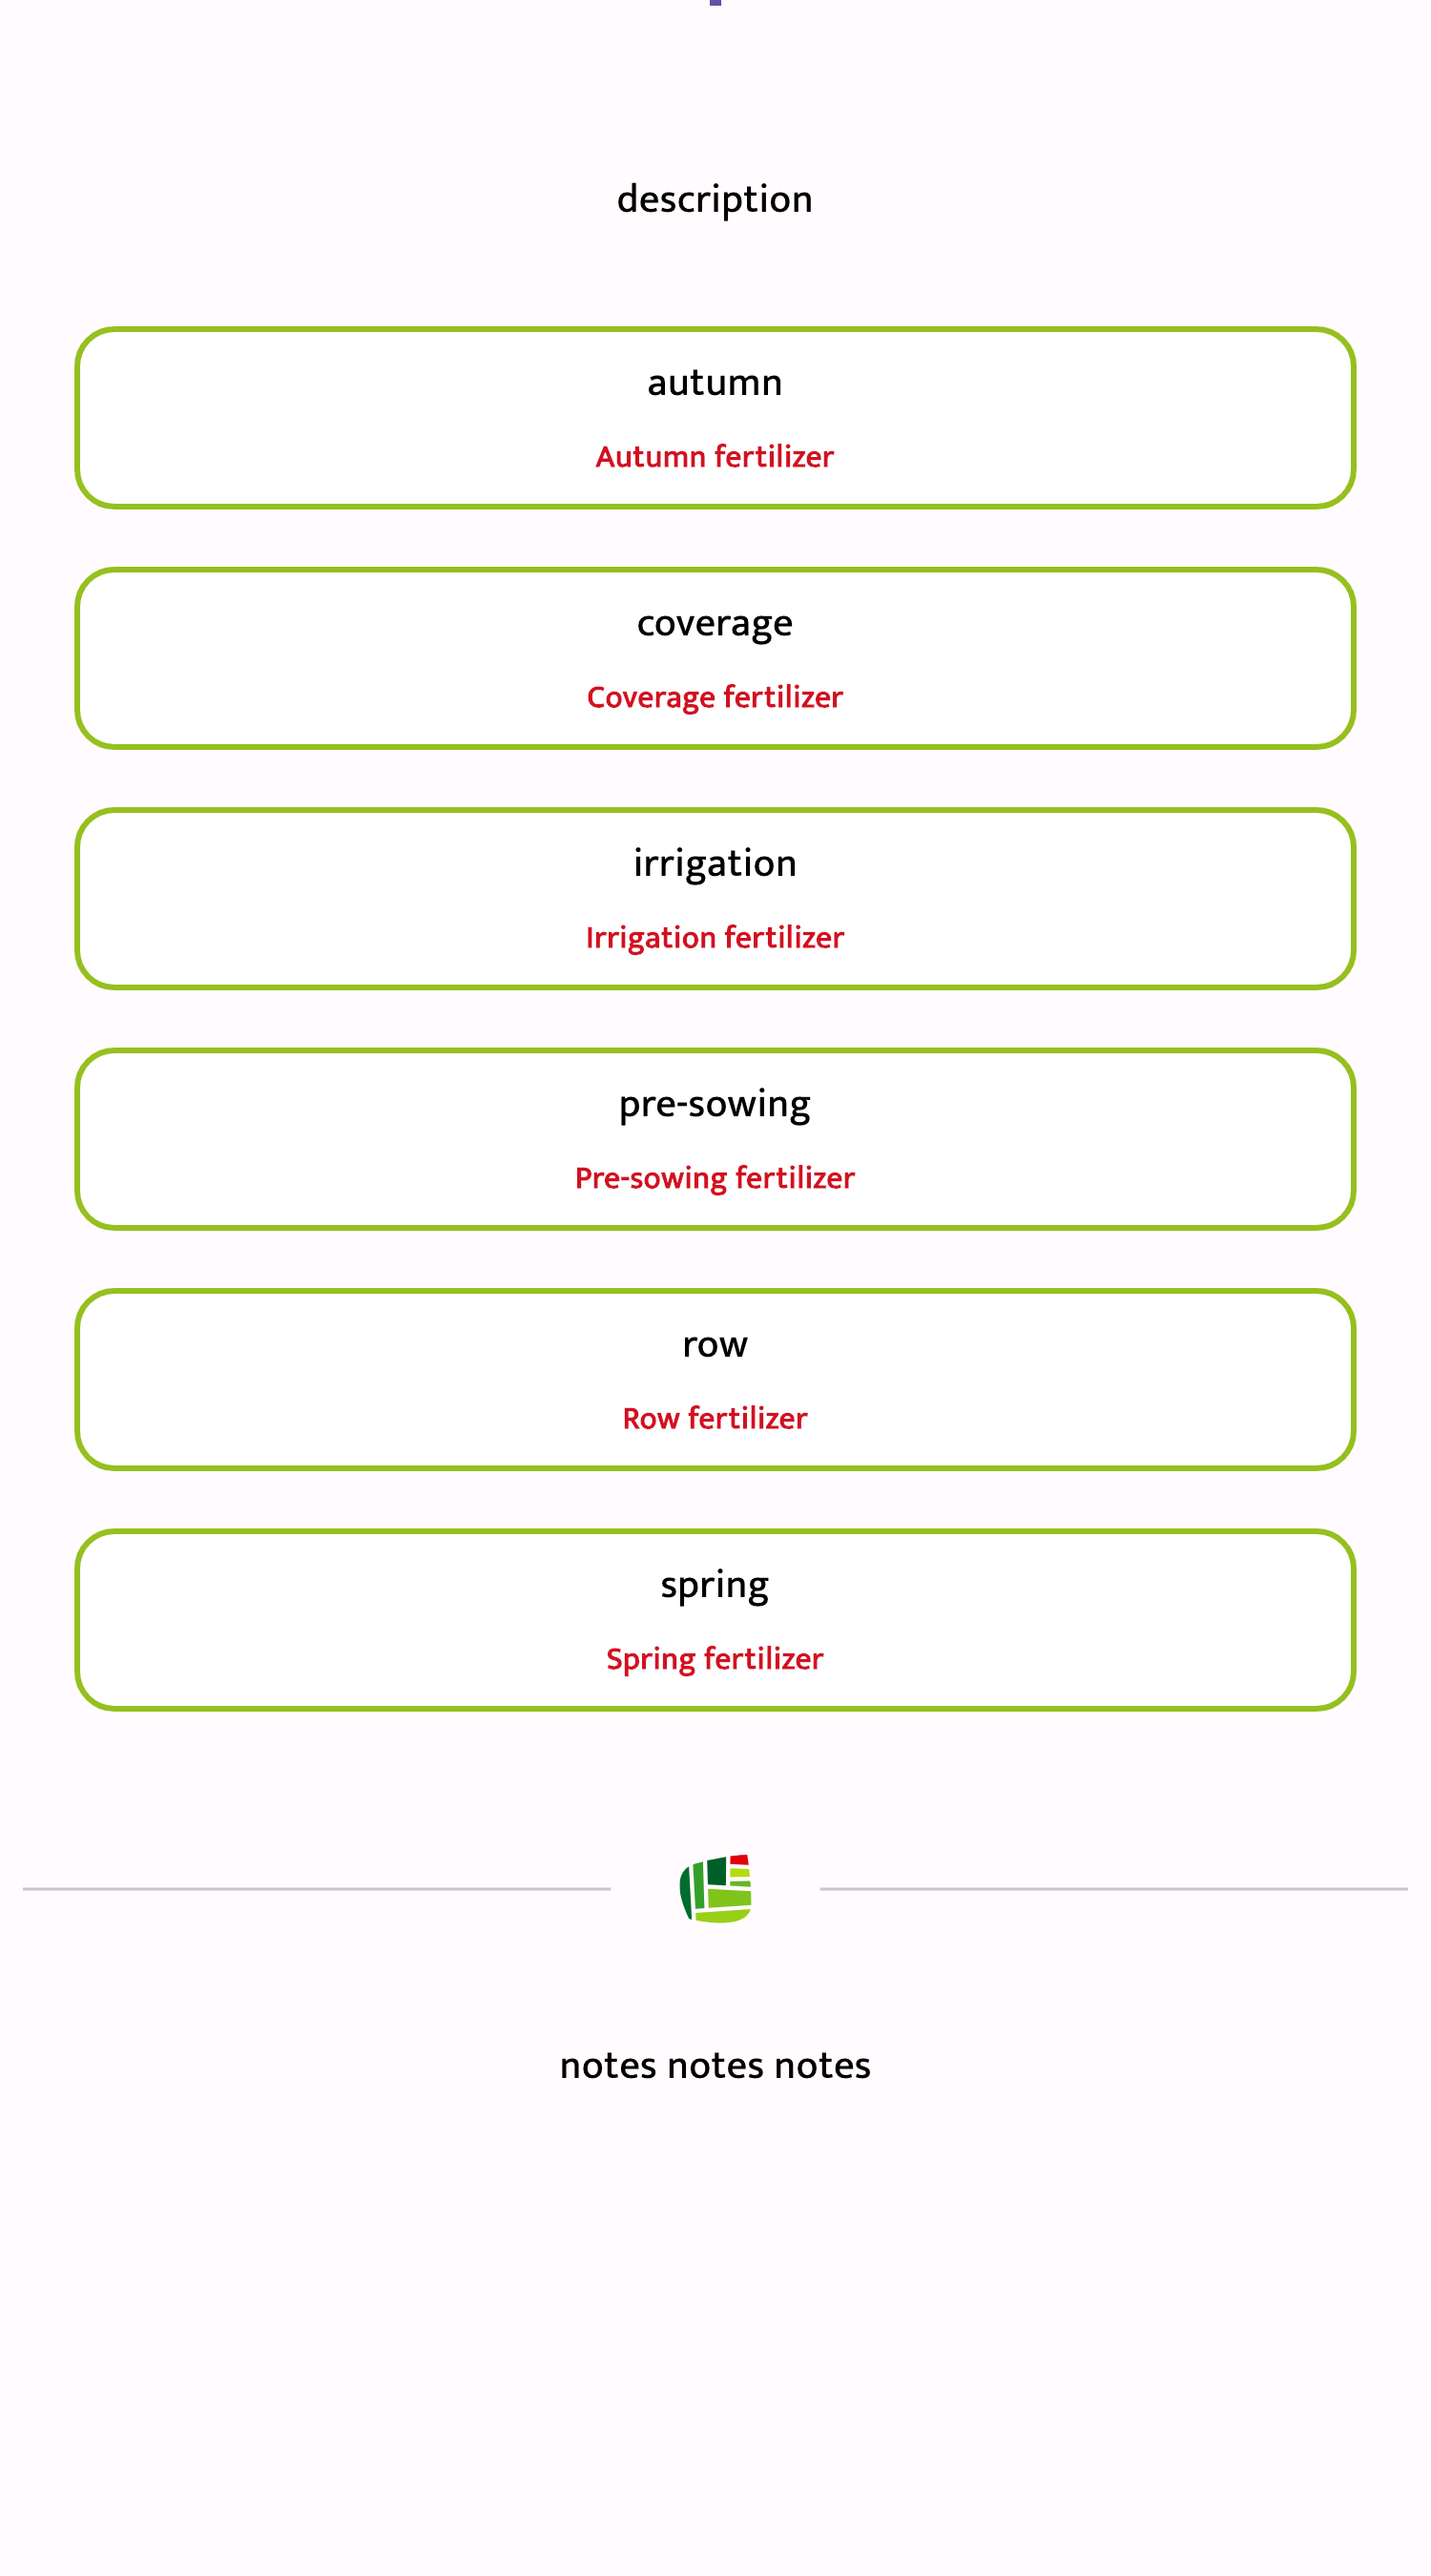 description
autumn
Autumn fertilizer
coverage
Coverage fertilizer
irrigation
Irrigation fertilizer
pre-sowing
Pre-sowing fertilizer
row
Row fertilizer
spring
Spring fertilizer
notes notes notes